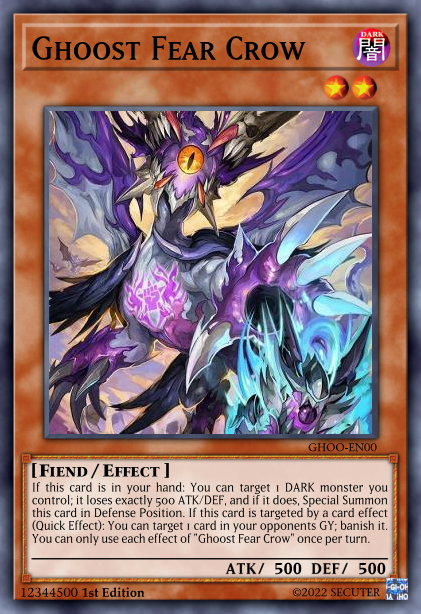 Ghoost Fear Crow
DARK
闇
GHOO-EN00
[Fiend / Effect ]
If this card is in your hand: You can target 1 DARK monster you
control; it loses exactly 500 ATK/DEF, and if it does, Special Summon
this card in Defense Position. If this card is targeted by a card effect
(Quick Effect): You can target 1 card in your opponents GY; banish it.
You can only use each effect of "Ghoost Fear Crow" once per turn.
ATK/ 500 DEF/ 500
12344500 1st Edition
©2022 SECUTER